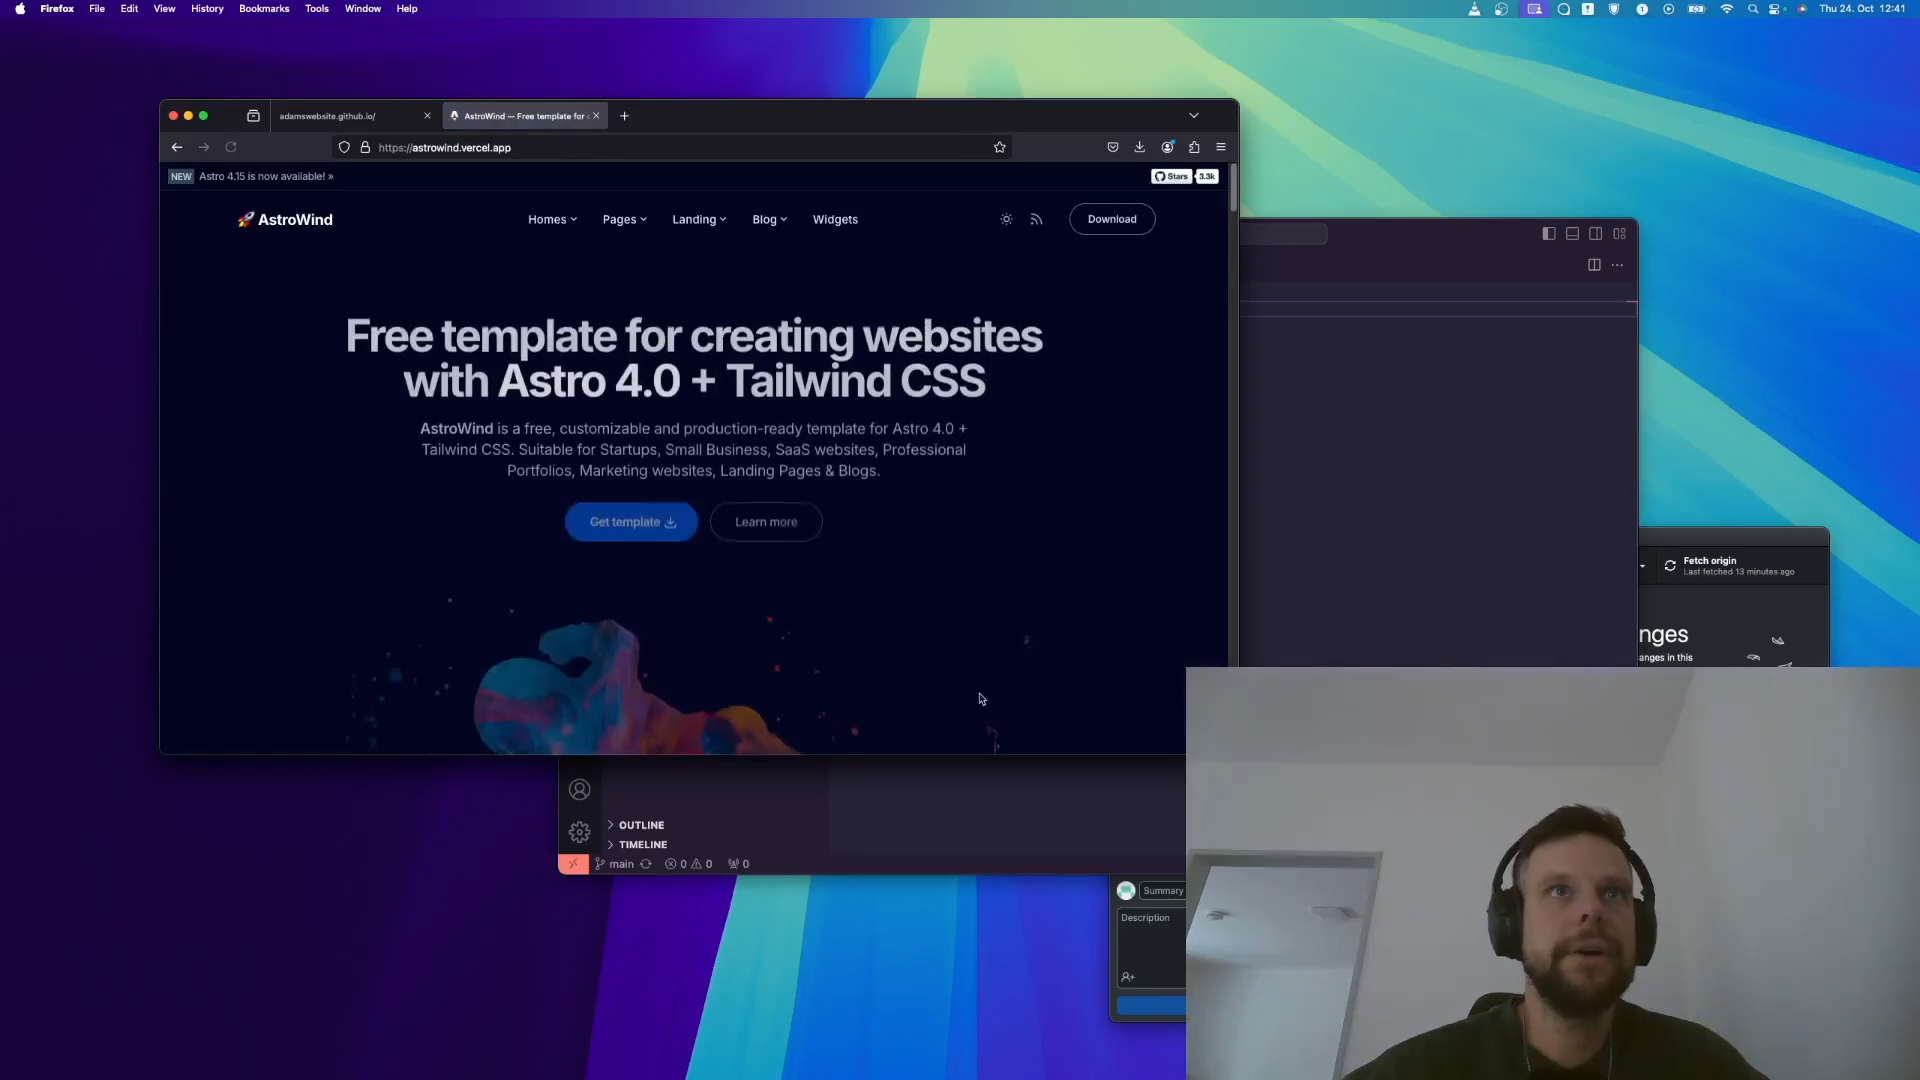 Firefox File Edit View History Bookmarks Tools Window Help
Thu 24. Oct 12:41
adamswebsite.github.io/
AstroWind — Free template for
https://astrowind.vercel.app
NEW Astro 4.15 is now available! »
Stars 3.3k
AstroWind
Homes Pages Landing Blog Widgets
Download
Free template for creating websites
with Astro 4.0 + Tailwind CSS
AstroWind is a free, customizable and production-ready template for Astro 4.0 +
Tailwind CSS. Suitable for Startups, Small Business, SaaS websites, Professional
Portfolios, Marketing websites, Landing Pages & Blogs.
Get template
Learn more
Fetch origin
Last fetched 13 minutes ago
nges
anges in this
OUTLINE
TIMELINE
main 0 0 0
Summary
Description